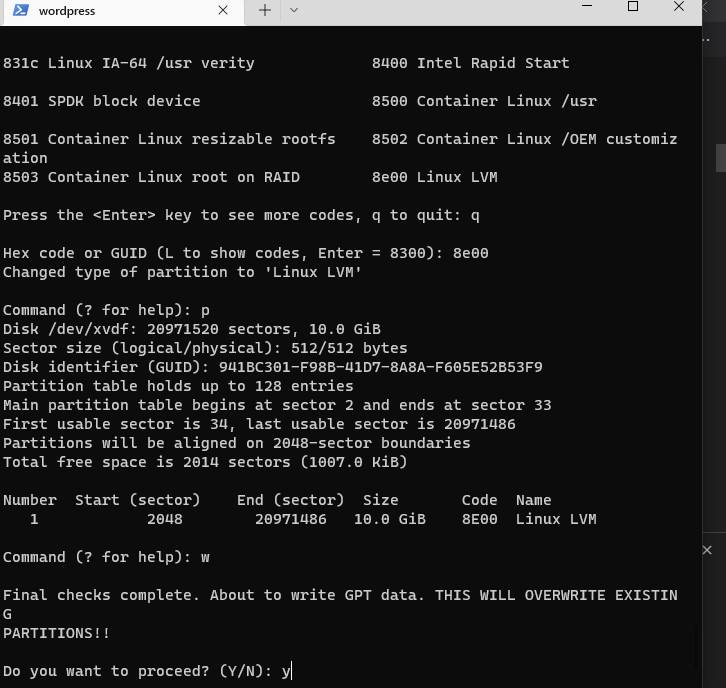 wordpress
831c Linux IA-64 /usr verity 8400 Intel Rapid Start
8401 SPDK block device 8500 Container Linux /usr
8501 Container Linux resizable rootfs 8502 Container Linux /OEM customiz
ation
8503 Container Linux root on RAID 8e00 Linux LVM
Press the <Enter> key to see more codes, q to quit: q
Hex code or GUID (L to show codes, Enter = 8300): 8e00
Changed type of partition to 'Linux LVM'
Command (? for help): p
Disk /dev/xvdf: 20971520 sectors, 10.0 GiB
Sector size (logical/physical): 512/512 bytes
Disk identifier (GUID): 941BC301-F98B-41D7-8A8A-F605E52B53F9
Partition table holds up to 128 entries
Main partition table begins at sector 2 and ends at sector 33
First usable sector is 34, last usable sector is 20971486
Partitions will be aligned on 2048-sector boundaries
Total free space is 2014 sectors (1007.0 KiB)
Number Start (sector) End (sector) Size Code Name
1 2048 20971486 10.0 GiB 8E00 Linux LVM
Command (? for help): w
Final checks complete. About to write GPT data. THIS WILL OVERWRITE EXISTIN
G
PARTITIONS!!
Do you want to proceed? (Y/N): y